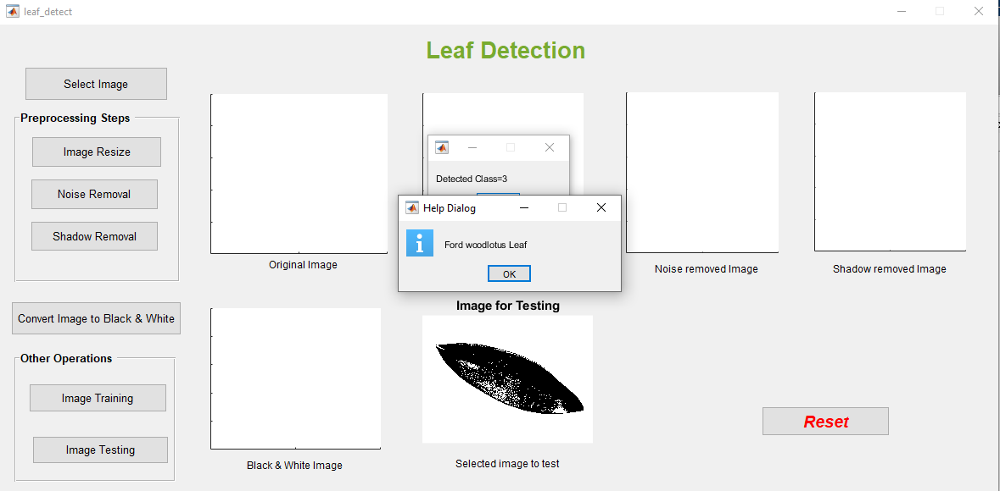 leaf_detect
Leaf Detection
Select Image
Preprocessing Steps
Image Resize
Noise Removal
Shadow Removal
Detected Class=3
Help Dialog
Ford woodlotus Leaf
OK
Original Image
Noise removed Image
Shadow removed Image
Convert Image to Black & White
Image for Testing
Other Operations
Image Training
Image Testing
Reset
Black & White Image
Selected image to test